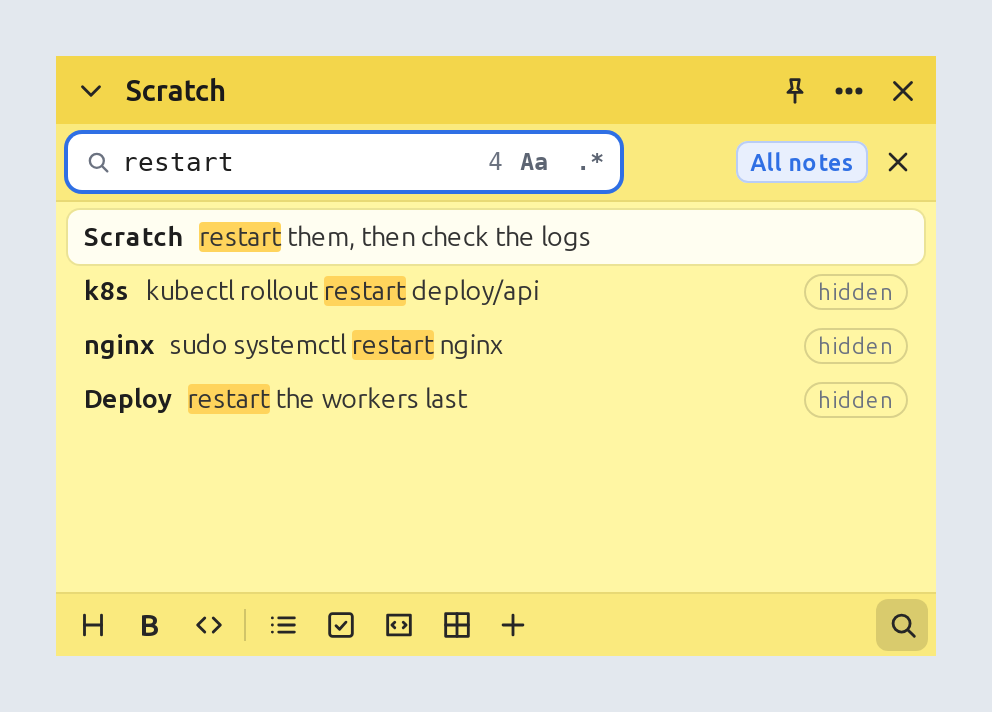 Scratch
restart 4 Aa .* All notes
Scratch restart them, then check the logs
k8s kubectl rollout restart deploy/api hidden
nginx sudo systemctl restart nginx hidden
Deploy restart the workers last hidden
H B